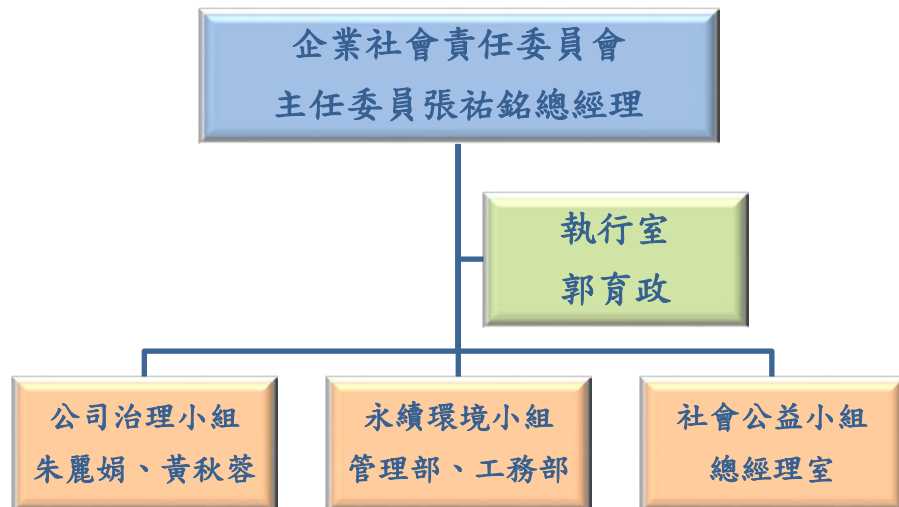 企業社會責任委員會
主任委員張祐銘總經理
執行室
郭育政
公司治理小組
朱麗娟、黃秋蓉
永續環境小組
管理部、工務部
社會公益小組
總經理室